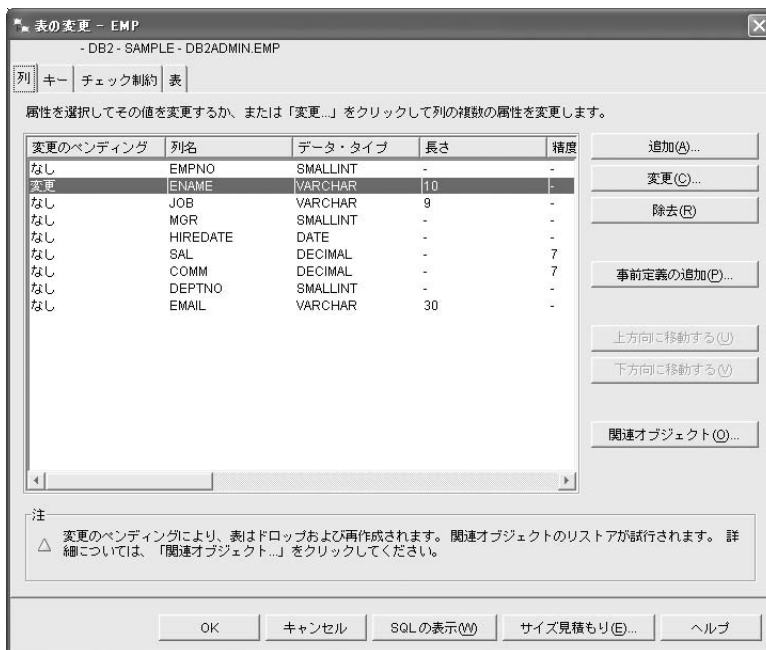 表の変更 - EMP
- DB2 - SAMPLE - DB2ADMIN.EMP
列 キー チェック制約 表
属性を選択してその値を変更するか、または「変更...」をクリックして列の複数の属性を変更します。
変更のペンディング 列名 データ・タイプ 長さ 精度
なし EMPNO SMALLINT - -
変更 ENAME VARCHAR 10 -
なし JOB VARCHAR 9 -
なし MGR SMALLINT - -
なし HIREDATE DATE - -
なし SAL DECIMAL - 7
なし COMM DECIMAL - 7
なし DEPTNO SMALLINT - -
なし EMAIL VARCHAR 30 -
追加(A)...
変更(C)...
除去(R)
事前定義の追加(P)...
上方向に移動する(U)
下方向に移動する(V)
関連オブジェクト(O)...
注
変更のペンディングにより、表はドロップおよび再作成されます。 関連オブジェクトのリストアが試行されます。 詳
細については、「関連オブジェクト...」をクリックしてください。
OK キャンセル SQLの表示(W) サイズ見積もり(E)... ヘルプ